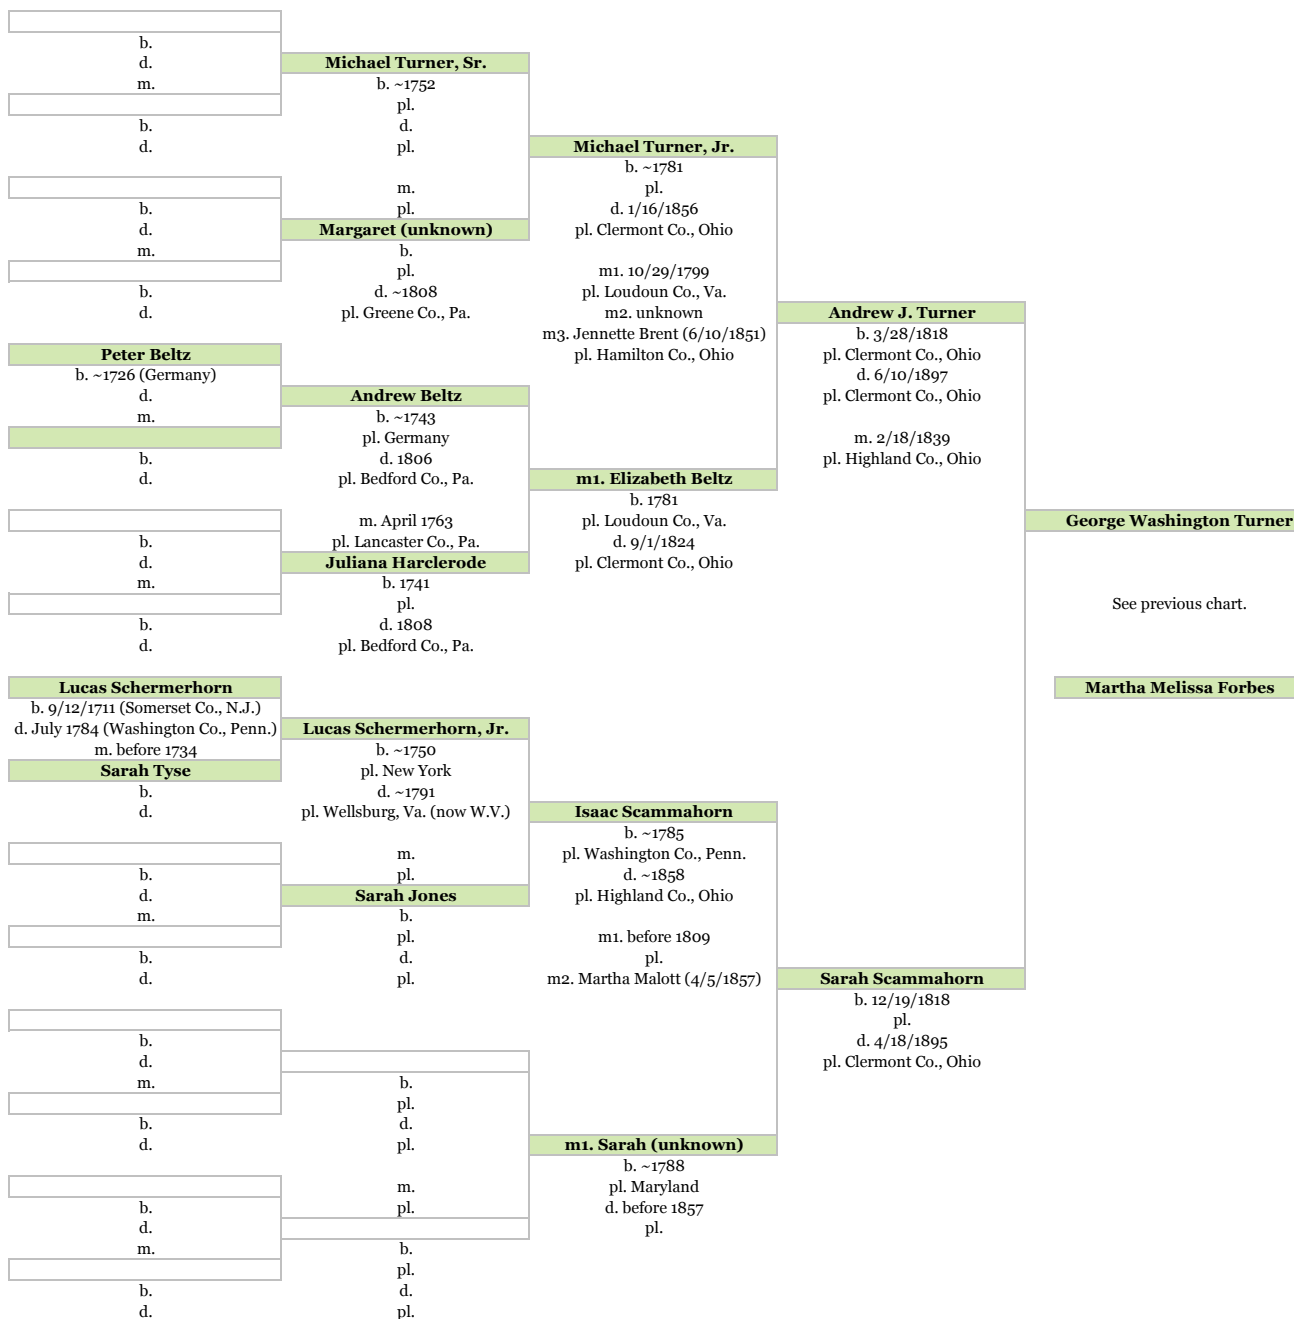 b.
d.
m.
b.
d.
b.
d.
m.
b.
d.
Peter Beltz
b. ~1726 (Germany)
d.
m.
b.
d.
b.
d.
m.
b.
d.
Lucas Schermerhorn
b. 9/12/1711 (Somerset Co., N.J.)
d. July 1784 (Washington Co., Penn.)
m. before 1734
Sarah Tyse
b.
d.
b.
d.
m.
b.
d.
b.
d.
m.
b.
d.
b.
d.
m.
b.
d.
Michael Turner, Sr.
b. ~1752
pl.
d.
pl.
m.
pl.
Margaret (unknown)
b.
pl.
d. ~1808
pl. Greene Co., Pa.
Andrew Beltz
b. ~1743
pl. Germany
d. 1806
pl. Bedford Co., Pa.
m. April 1763
pl. Lancaster Co., Pa.
Juliana Harclerode
b. 1741
pl.
d. 1808
pl. Bedford Co., Pa.
Lucas Schermerhorn, Jr.
b. ~1750
pl. New York
d. ~1791
pl. Wellsburg, Va. (now W.V.)
m.
pl.
Sarah Jones
b.
pl.
d.
pl.
b.
pl.
d.
pl.
m.
pl.
b.
pl.
d.
pl.
Michael Turner, Jr.
b. ~1781
pl.
d. 1/16/1856
pl. Clermont Co., Ohio
m1. 10/29/1799
pl. Loudoun Co., Va.
m2. unknown
m3. Jennette Brent (6/10/1851)
pl. Hamilton Co., Ohio
m1. Elizabeth Beltz
b. 1781
pl. Loudoun Co., Va.
d. 9/1/1824
pl. Clermont Co., Ohio
Isaac Scammahorn
b. ~1785
pl. Washington Co., Penn.
d. ~1858
pl. Highland Co., Ohio
m1. before 1809
pl.
m2. Martha Malott (4/5/1857)
m1. Sarah (unknown)
b. ~1788
pl. Maryland
d. before 1857
pl.
Andrew J. Turner
b. 3/28/1818
pl. Clermont Co., Ohio
d. 6/10/1897
pl. Clermont Co., Ohio
m. 2/18/1839
pl. Highland Co., Ohio
Sarah Scammahorn
b. 12/19/1818
pl.
d. 4/18/1895
pl. Clermont Co., Ohio
George Washington Turner
See previous chart.
Martha Melissa Forbes